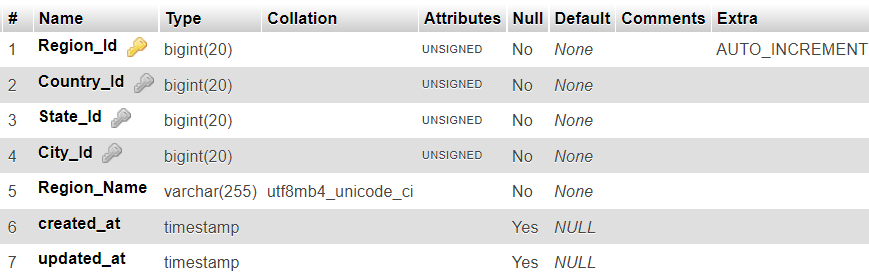 # Name Type Collation Attributes Null Default Comments Extra
1 Region_Id bigint(20) UNSIGNED No None AUTO_INCREMENT
2 Country_Id bigint(20) UNSIGNED No None
3 State_Id bigint(20) UNSIGNED No None
4 City_Id bigint(20) UNSIGNED No None
5 Region_Name varchar(255) utf8mb4_unicode_ci No None
6 created_at timestamp Yes NULL
7 updated_at timestamp Yes NULL